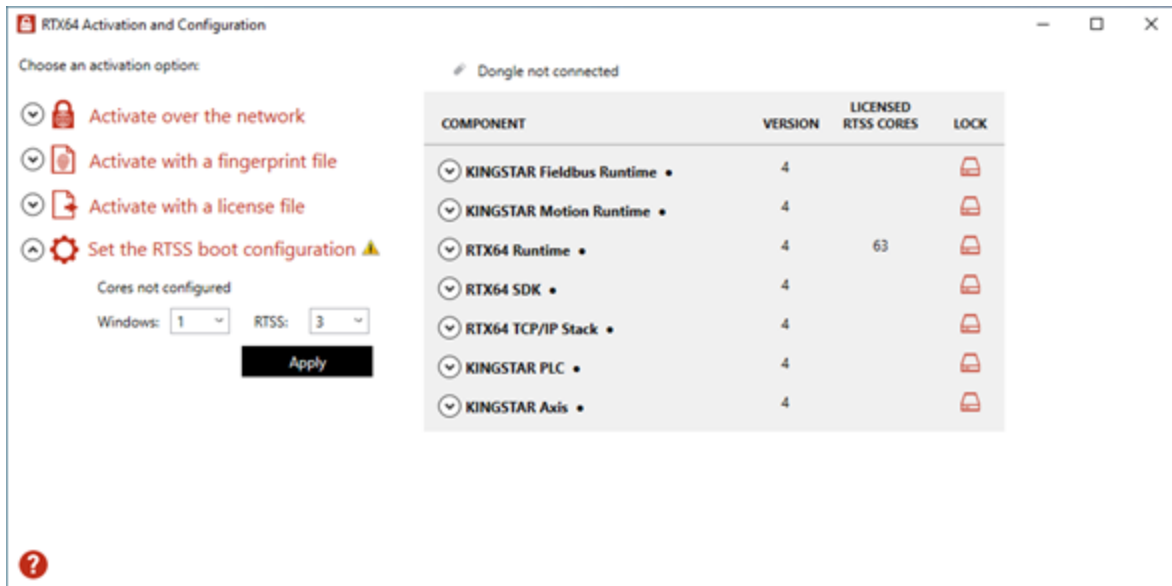 RTX64 Activation and Configuration
Choose an activation option:
Activate over the network
Activate with a fingerprint file
Activate with a license file
Set the RTSS boot configuration
Cores not configured
Windows: 1 RTSS: 3
Apply
Dongle not connected
COMPONENT VERSION LICENSED RTSS CORES LOCK
KINGSTAR Fieldbus Runtime • 4
KINGSTAR Motion Runtime • 4
RTX64 Runtime • 4 63
RTX64 SDK • 4
RTX64 TCP/IP Stack • 4
KINGSTAR PLC • 4
KINGSTAR Axis • 4
?